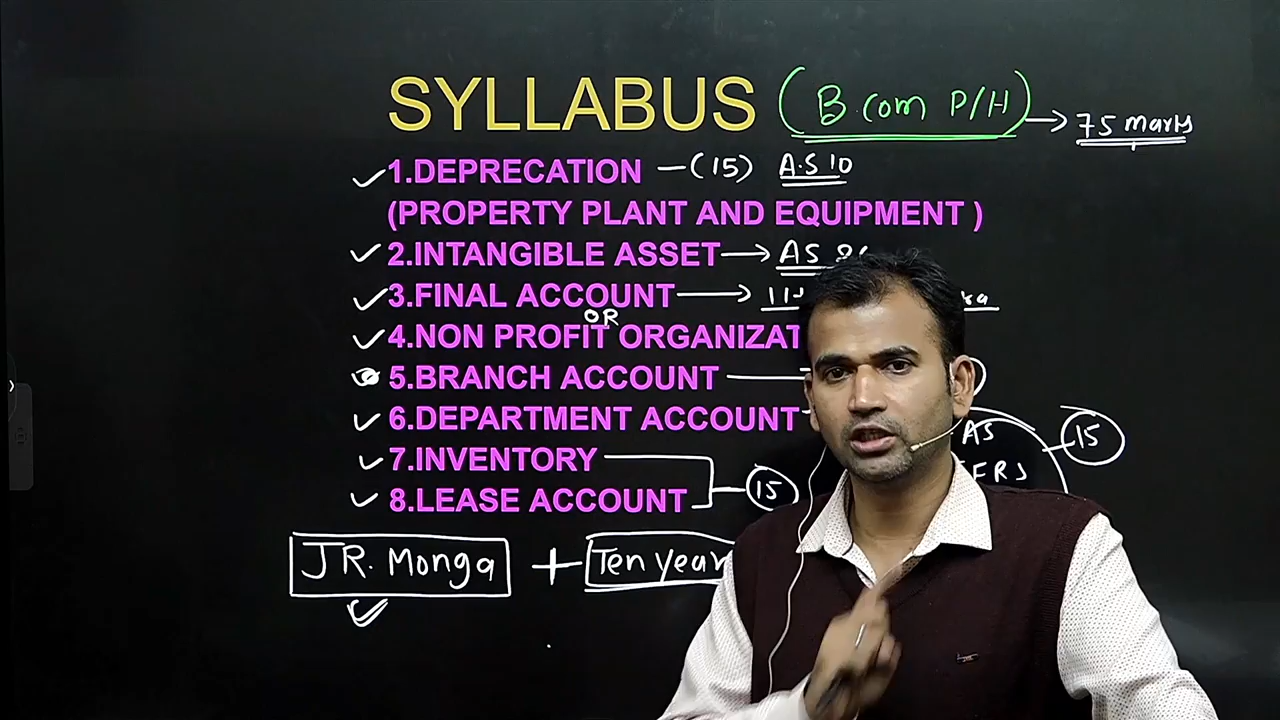 SYLLABUS (B.Com P/H) → 75 marks
1.DEPRECATION - (15) A.S 10
(PROPERTY PLANT AND EQUIPMENT )
2.INTANGIBLE ASSET → AS
3.FINAL ACCOUNT →
OR
4.NON PROFIT
5.BRANCH ACCOUNT
6.DEPARTMENT ACCOUNT
AS 15
7.INVENTORY
8.LEASE ACCOUNT 15
JR. Monga + Ten year